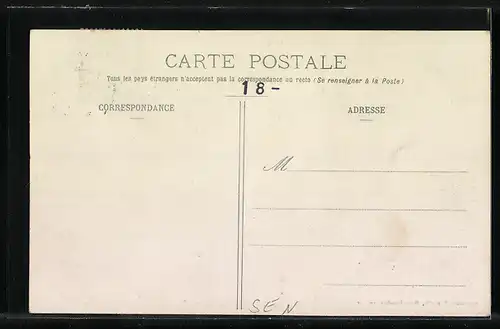 CARTE POSTALE
Tous les pays étrangers n'acceptent pas la correspondance au recto (Se renseigner à la Poste)
18-
CORRESPONDANCE
ADRESSE
M
SÉN